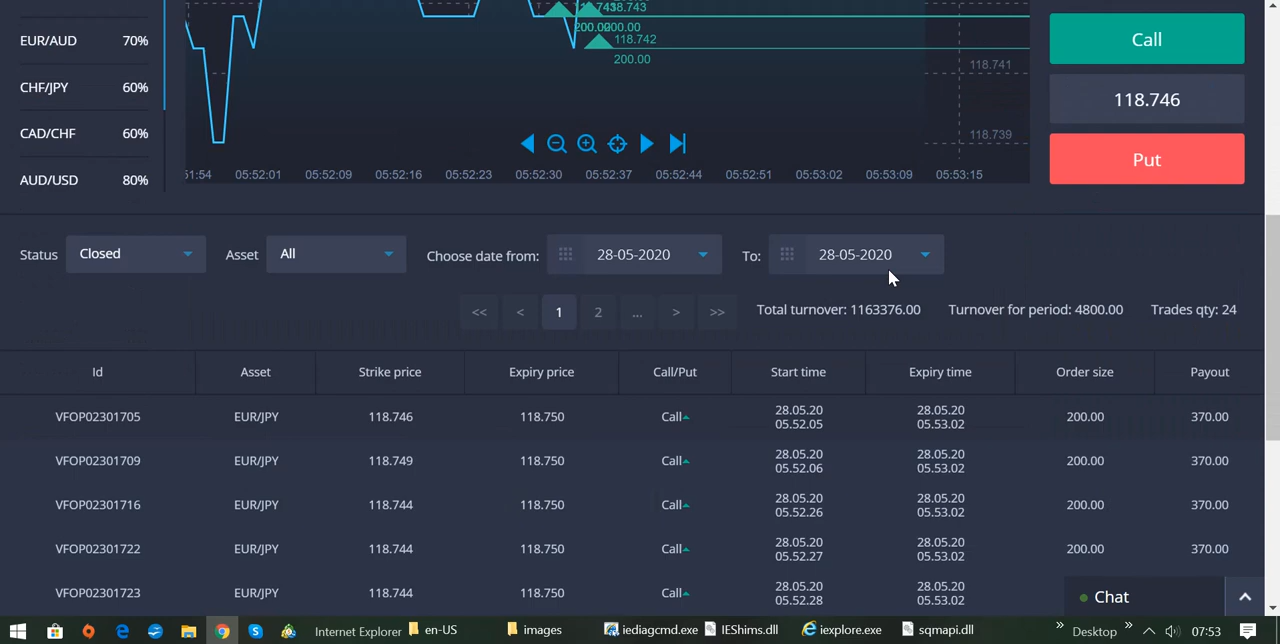 EUR/AUD 70%
CHF/JPY 60%
CAD/CHF 60%
AUD/USD 80%
38.743
118.742
200.00
118.741
118.739
51:54 05:52:01 05:52:09 05:52:16 05:52:23 05:52:30 05:52:37 05:52:44 05:52:51 05:53:02 05:53:09 05:53:15
Call
118.746
Put
Status Closed Asset All Choose date from: 28-05-2020 To: 28-05-2020
<< < 1 2 ... > >> Total turnover: 1163376.00 Turnover for period: 4800.00 Trades qty: 24
Id Asset Strike price Expiry price Call/Put Start time Expiry time Order size Payout
VFOP02301705 EUR/JPY 118.746 118.750 Call 28.05.20 05.52.05 28.05.20 05.53.02 200.00 370.00
VFOP02301709 EUR/JPY 118.749 118.750 Call 28.05.20 05.52.06 28.05.20 05.53.02 200.00 370.00
VFOP02301716 EUR/JPY 118.744 118.750 Call 28.05.20 05.52.26 28.05.20 05.53.02 200.00 370.00
VFOP02301722 EUR/JPY 118.744 118.750 Call 28.05.20 05.52.27 28.05.20 05.53.02 200.00 370.00
VFOP02301723 EUR/JPY 118.744 118.750 Call 28.05.20 05.52.28 28.05.20 05.53.02 200.00 370.00
Chat
Internet Explorer en-US images iediagcmd.exe IEShims.dll iexplore.exe sqmapi.dll » Desktop » 07:53